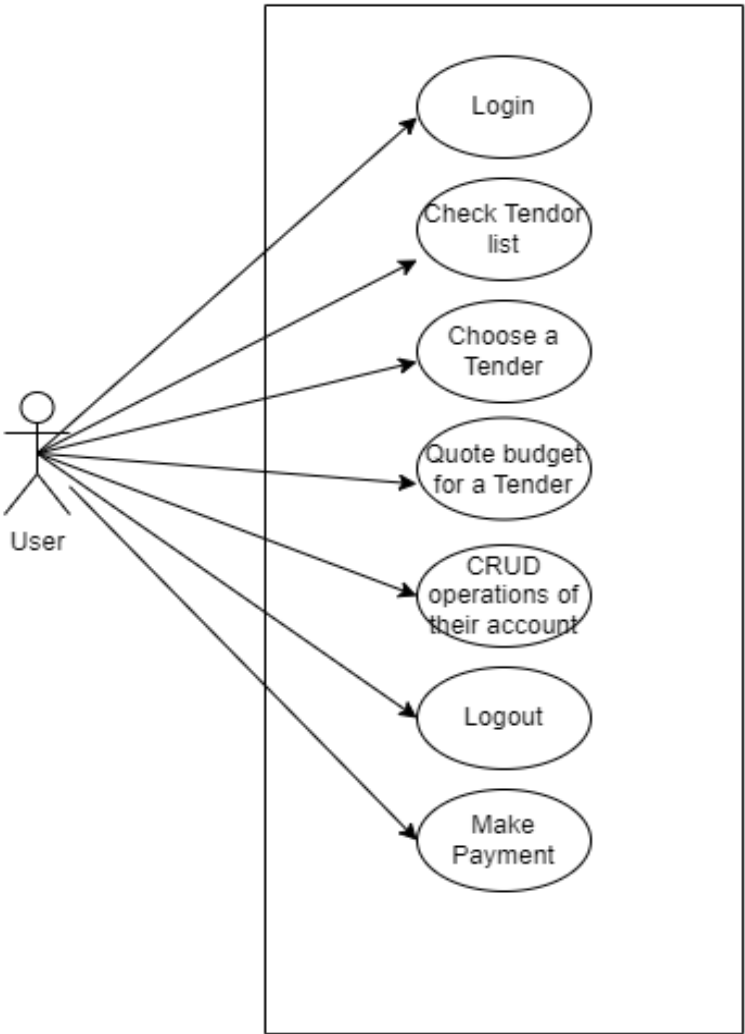 Login
Check Tendor
list
Choose a
Tender
Quote budget
for a Tender
User
CRUD
operations of
their account
Logout
Make
Payment